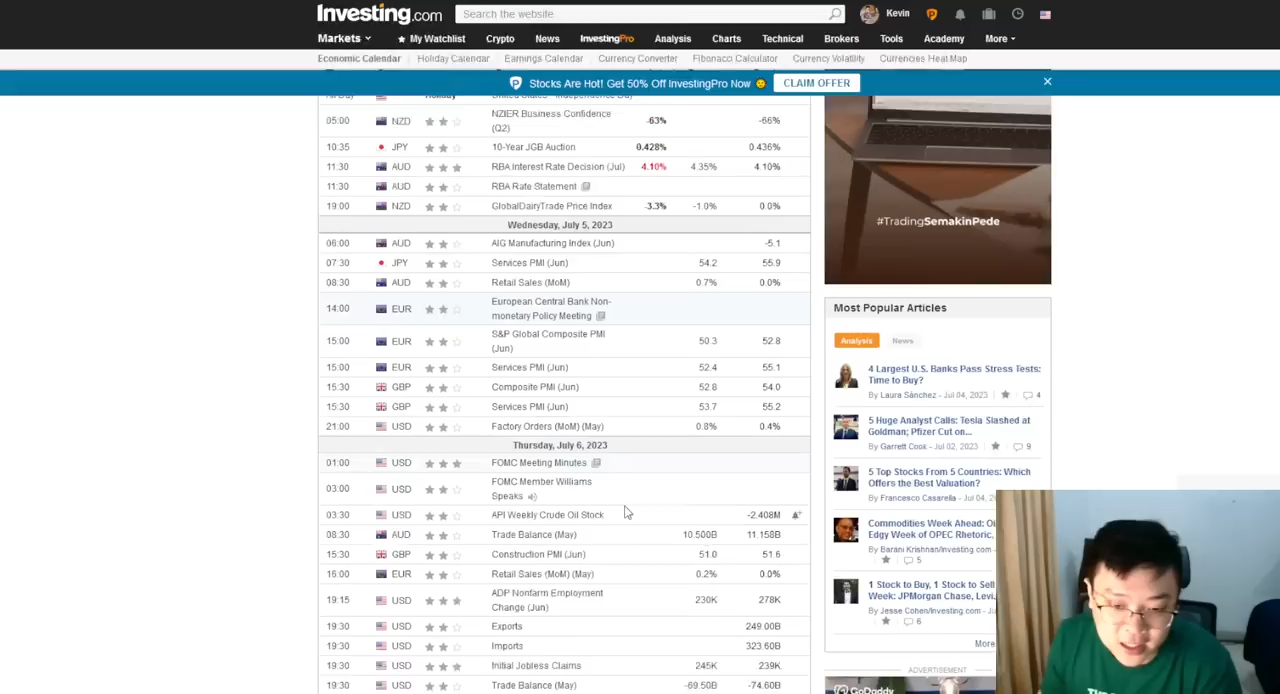 Investing.com Search the website Kevin
Markets My Watchlist Crypto News InvestingPro Analysis Charts Technical Brokers Tools Academy More
Economic Calendar Holiday Calendar Earnings Calendar Currency Converter Fibonacci Calculator Currency Volatility Currencies Heat Map
Stocks Are Hot! Get 50% Off InvestingPro Now CLAIM OFFER
05:00 NZD NZIER Business Confidence -63% -66%
(Q2)
10:35 JPY 10-Year JGB Auction 0.428% 0.436%
11:30 AUD RBA Interest Rate Decision (Jul) 4.10% 4.35% 4.10%
11:30 AUD RBA Rate Statement
19:00 NZD GlobalDairyTrade Price Index -3.3% -1.0% 0.0%
Wednesday, July 5, 2023
06:00 AUD AIG Manufacturing Index (Jun) -5.1
07:30 JPY Services PMI (Jun) 54.2 55.9
08:30 AUD Retail Sales (MoM) 0.7% 0.0%
14:00 EUR European Central Bank Non-
monetary Policy Meeting
15:00 EUR S&P Global Composite PMI 50.3 52.8
(Jun)
15:00 EUR Services PMI (Jun) 52.4 55.1
15:30 GBP Composite PMI (Jun) 52.8 54.0
15:30 GBP Services PMI (Jun) 53.7 55.2
21:00 USD Factory Orders (MoM) (May) 0.8% 0.4%
Thursday, July 6, 2023
01:00 USD FOMC Meeting Minutes
03:00 USD FOMC Member Williams
Speaks
03:30 USD API Weekly Crude Oil Stock -2.408M
08:30 AUD Trade Balance (May) 10.500B 11.158B
15:30 GBP Construction PMI (Jun) 51.0 51.6
16:00 EUR Retail Sales (MoM) (May) 0.2% 0.0%
19:15 USD ADP Nonfarm Employment 230K 278K
Change (Jun)
19:30 USD Exports 249.00B
19:30 USD Imports 323.60B
19:30 USD Initial Jobless Claims 245K 239K
19:30 USD Trade Balance (May) -69.50B -74.60B
#TradingSemakinPede
Most Popular Articles
Analysis News
4 Largest U.S. Banks Pass Stress Tests:
Time to Buy?
By Laura Sánchez - Jul 04, 2023 4
5 Huge Analyst Calls: Tesla Slashed at
Goldman; Pfizer Cut on...
By Garrett Cook - Jul 02, 2023 9
5 Top Stocks From 5 Countries: Which
Offers the Best Valuation?
By Francesco Casarella - Jul 04,
Commodities Week Ahead:
Edgy Week of OPEC Rhetoric,
By Barani Krishnan/Investing.com
5
1 Stock to Buy, 1 Stock to Sell
Week: JPMorgan Chase, Levi,
By Jesse Cohen/Investing.com
6
More
ADVERTISEMENT
GoDaddy